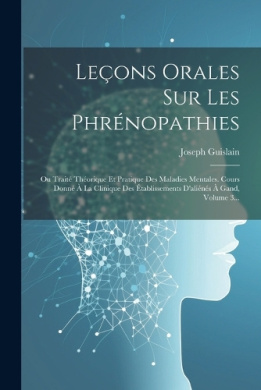 Leçons Orales
Sur Les
Phrénopathies
Joseph Guislain
Ou Traité Théorique Et Pratique Des Maladies Mentales. Cours
Donné À La Clinique Des Établissements D'aliénés À Gand,
Volume 3...